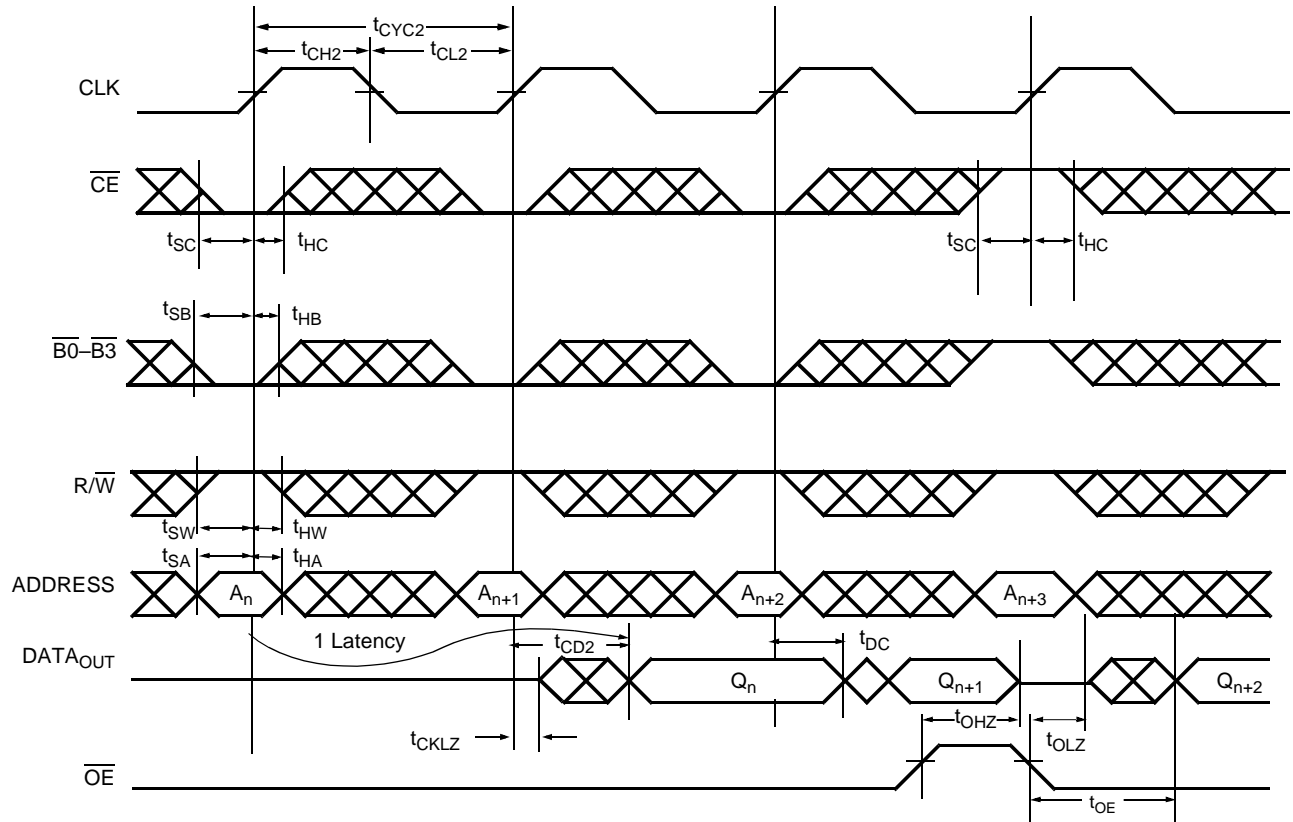 tCYC2
tCH2 tCL2
CLK
CE
tSC tHC tSC tHC
tSB tHB
B0–B3
R/W
tSW tHW
tSA tHA
ADDRESS An An+1 An+2 An+3
1 Latency tCD2 tDC
DATAOUT Qn Qn+1 Qn+2
tOHZ
tCKLZ tOLZ
OE
tOE